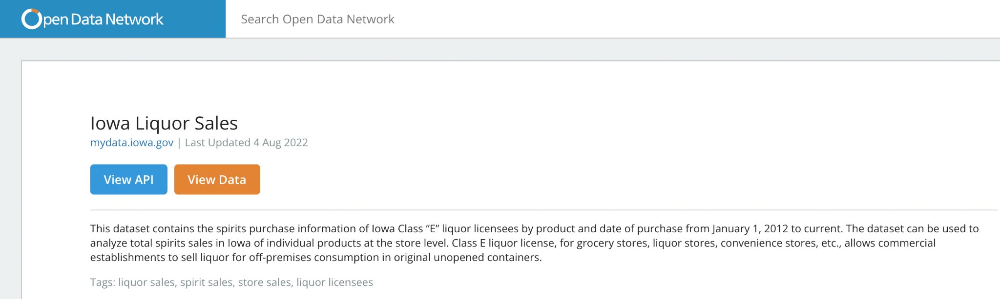 Open Data Network
Search Open Data Network
Iowa Liquor Sales
mydata.iowa.gov | Last Updated 4 Aug 2022
View API
View Data
This dataset contains the spirits purchase information of Iowa Class “E” liquor licensees by product and date of purchase from January 1, 2012 to current. The dataset can be used to
analyze total spirits sales in Iowa of individual products at the store level. Class E liquor license, for grocery stores, liquor stores, convenience stores, etc., allows commercial
establishments to sell liquor for off-premises consumption in original unopened containers.
Tags: liquor sales, spirit sales, store sales, liquor licensees